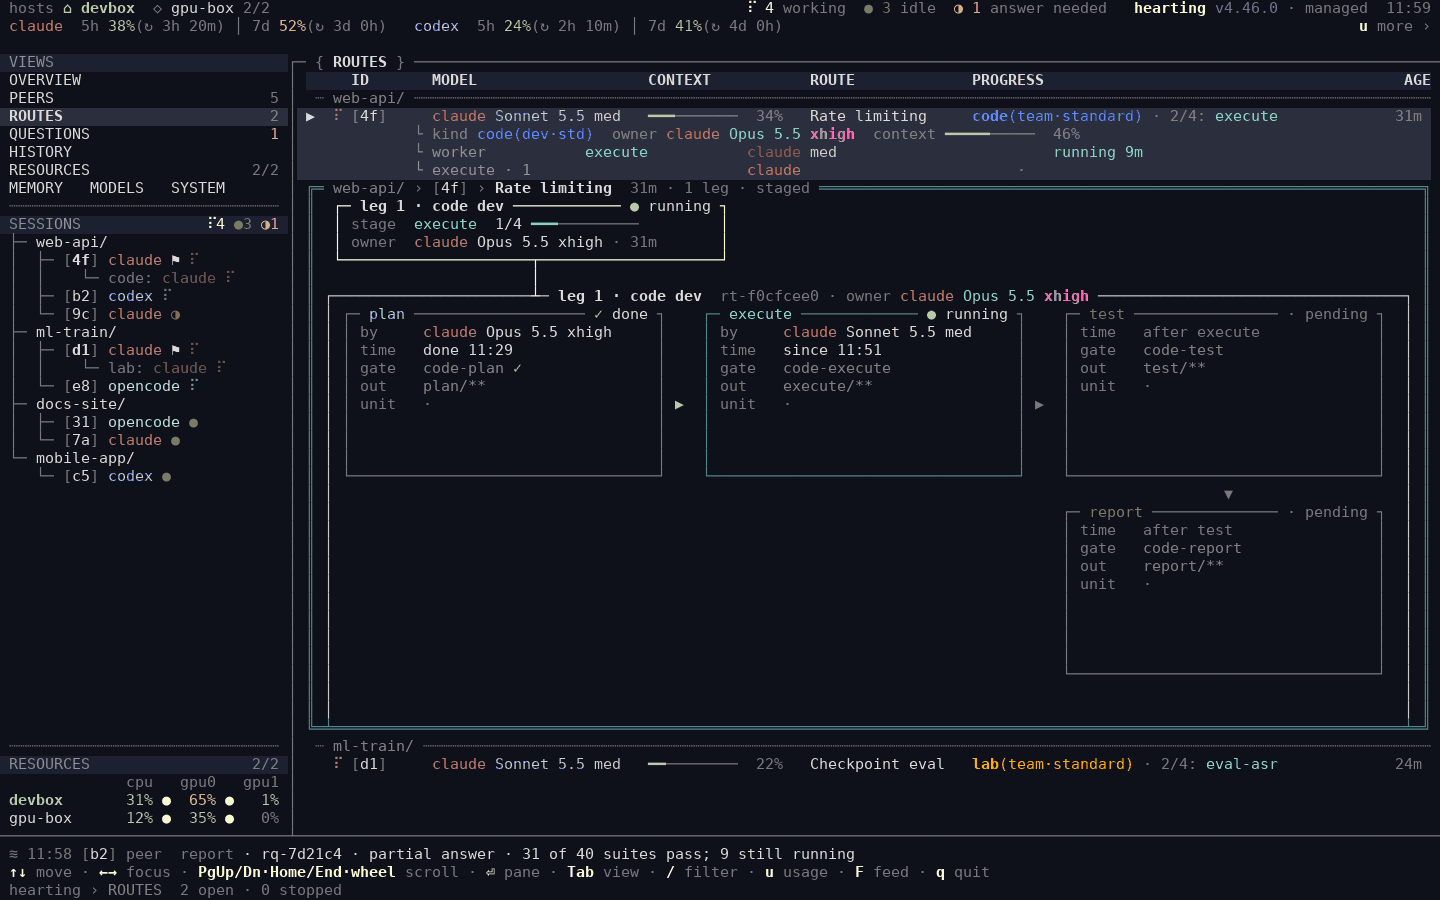 hosts ⌂ devbox ◇ gpu-box 2/2 ⠏ 4 working ● 3 idle ◑ 1 answer needed hearting v4.46.0 · managed 11:59
claude 5h 38%(↻ 3h 20m) │ 7d 52%(↻ 3d 0h) codex 5h 24%(↻ 2h 10m) │ 7d 41%(↻ 4d 0h) u more ›
VIEWS
OVERVIEW
PEERS 5
ROUTES 2
QUESTIONS 1
HISTORY
RESOURCES 2/2
MEMORY MODELS SYSTEM
SESSIONS ⠏4 ●3 ◑1
├─ web-api/
│ ├─ [4f] claude ⚑ ⠏
│ │ └─ code: claude ⠏
│ ├─ [b2] codex ⠏
│ └─ [9c] claude ◑
├─ ml-train/
│ ├─ [d1] claude ⚑ ⠏
│ │ └─ lab: claude ⠏
│ └─ [e8] opencode ⠏
├─ docs-site/
│ ├─ [31] opencode ●
│ └─ [7a] claude ●
└─ mobile-app/
└─ [c5] codex ●
RESOURCES 2/2
cpu gpu0 gpu1
devbox 31% ● 65% ● 1%
gpu-box 12% ● 35% ● 0%
{ ROUTES }
ID MODEL CONTEXT ROUTE PROGRESS AGE
web-api/
▶ ⠏ [4f] claude Sonnet 5.5 med 34% Rate limiting code(team·standard) · 2/4: execute 31m
└ kind code(dev·std) owner claude Opus 5.5 xhigh context 46%
└ worker execute claude med running 9m
└ execute · 1 claude ·
web-api/ › [4f] › Rate limiting 31m · 1 leg · staged
leg 1 · code dev ● running
stage execute 1/4
owner claude Opus 5.5 xhigh · 31m
leg 1 · code dev rt-f0cfcee0 · owner claude Opus 5.5 xhigh
plan ✓ done
by claude Opus 5.5 xhigh
time done 11:29
gate code-plan ✓
out plan/**
unit ·
▶
execute ● running
by claude Sonnet 5.5 med
time since 11:51
gate code-execute
out execute/**
unit ·
▶
test · pending
time after execute
gate code-test
out test/**
unit ·
▼
report · pending
time after test
gate code-report
out report/**
unit ·
ml-train/
⠏ [d1] claude Sonnet 5.5 med 22% Checkpoint eval lab(team·standard) · 2/4: eval-asr 24m
≋ 11:58 [b2] peer report · rq-7d21c4 · partial answer · 31 of 40 suites pass; 9 still running
↑↓ move · ←→ focus · PgUp/Dn·Home/End·wheel scroll · ⏎ pane · Tab view · / filter · u usage · F feed · q quit
hearting › ROUTES 2 open · 0 stopped